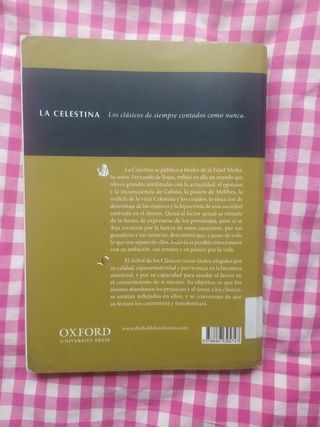 LA CELESTINA Los clásicos de siempre contados como nunca.
La Celestina se publicó a finales de la Edad Media.
Su autor, Fernando de Rojas, reflejó en ella un mundo que
ofrece grandes similitudes con la actualidad: el egoísmo
y la inconsciencia de Calisto, la pasión de Melibea, la
codicia de la vieja Celestina y los criados, la situación de
desventaja de las mujeres y la hipocresía de una sociedad
centrada en el dinero. Quizá el lector actual se extrañe de
la forma de expresarse de los personajes, pero si se deja
arrastrar por la fuerza de estos caracteres, por sus
grandezas y sus miserias, descubrirá que, a pesar de todo
lo que nos separa de ellos, todavía es posible emocionarse
con su ambición, sus errores y su pasión por la vida.
El Árbol de los Clásicos reúne títulos elegidos por
su calidad, representatividad y pervivencia en la literatura
universal, y por su capacidad para ayudar al lector en
el conocimiento de sí mismo. Su objetivo es que los
jóvenes abandonen los prejuicios y el temor a los clásicos,
se sientan reflejados en ellos, y se convenzan de que
su lectura los conmoverá y transformará.
OXFORD
UNIVERSITY PRESS
www.elarboldelosclasicos.com